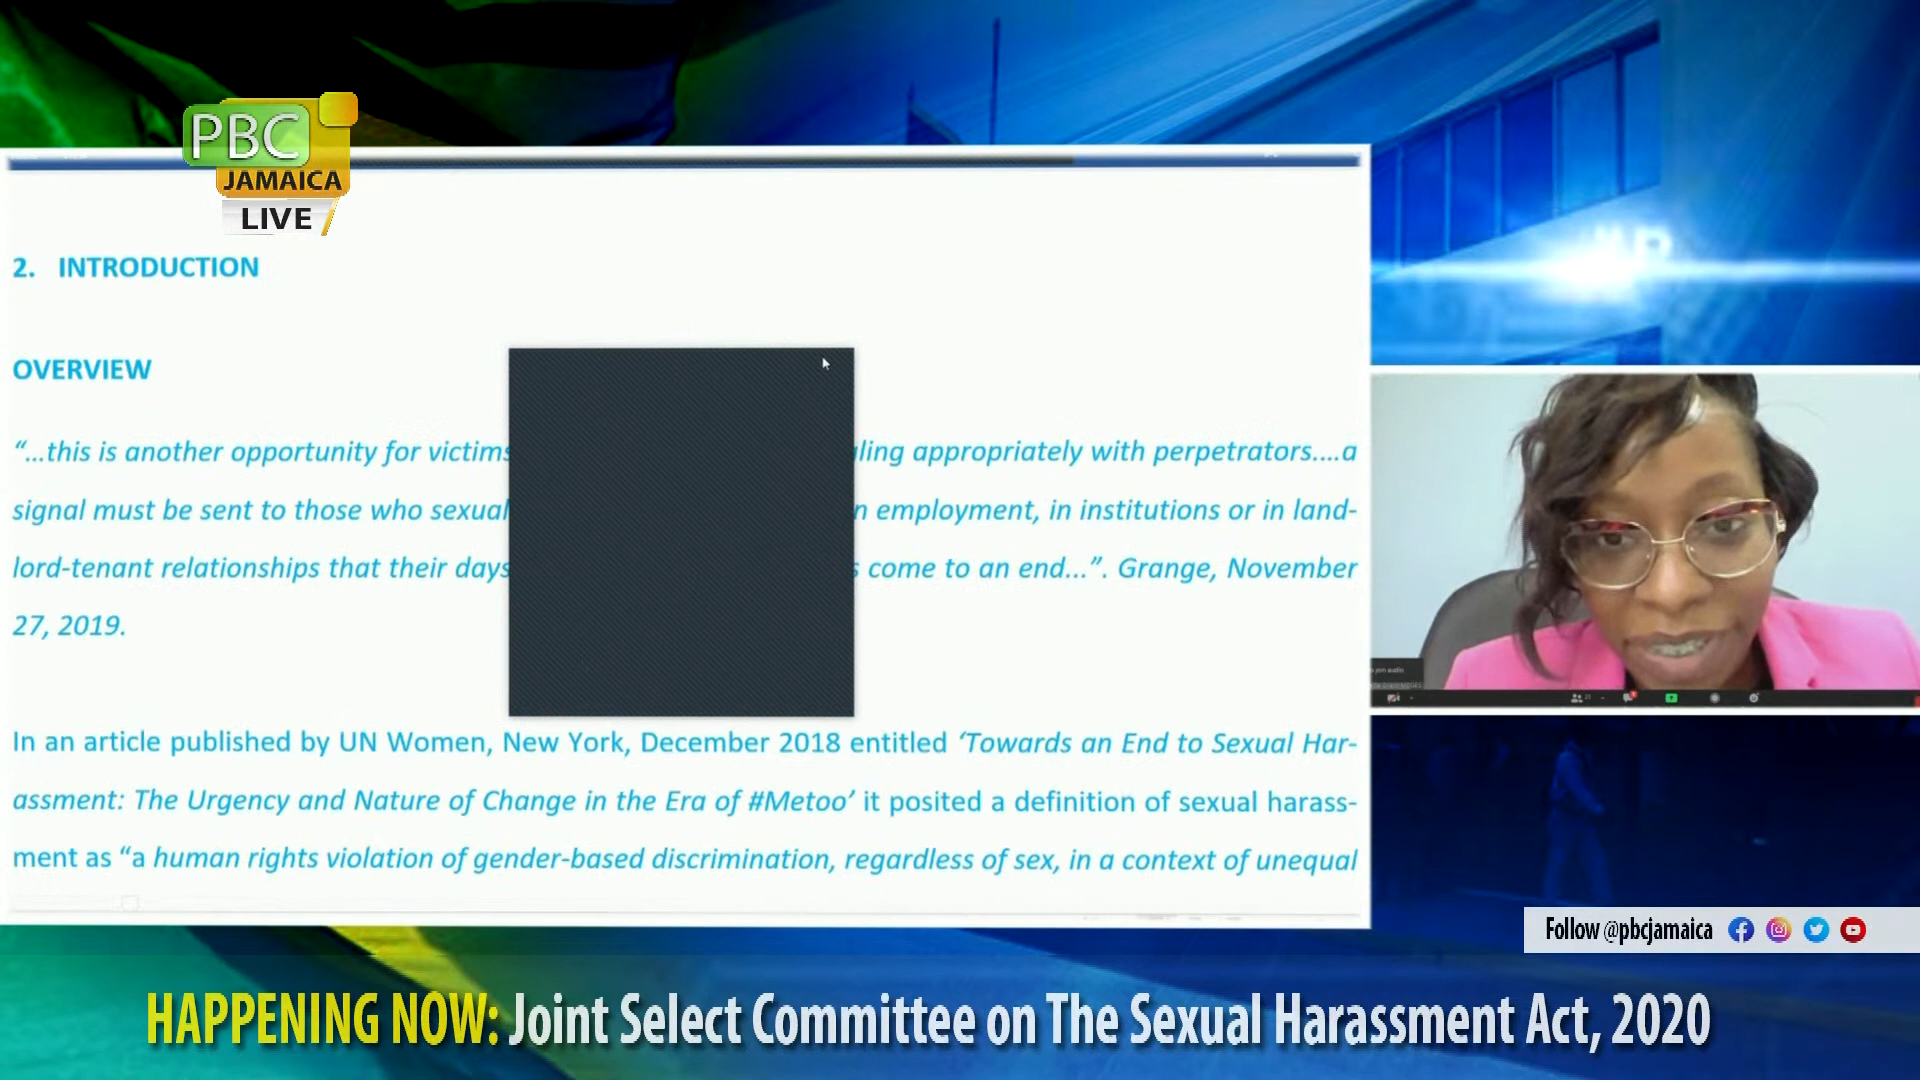 PBC
JAMAICA
LIVE
2. INTRODUCTION
OVERVIEW
“...this is another opportunity for victims ling appropriately with perpetrators....a
signal must be sent to those who sexual n employment, in institutions or in land-
lord-tenant relationships that their days s come to an end...”. Grange, November
27, 2019.
In an article published by UN Women, New York, December 2018 entitled ‘Towards an End to Sexual Har-
assment: The Urgency and Nature of Change in the Era of #Metoo’ it posited a definition of sexual harass-
ment as “a human rights violation of gender-based discrimination, regardless of sex, in a context of unequal
Follow @pbcjamaica
HAPPENING NOW: Joint Select Committee on The Sexual Harassment Act, 2020